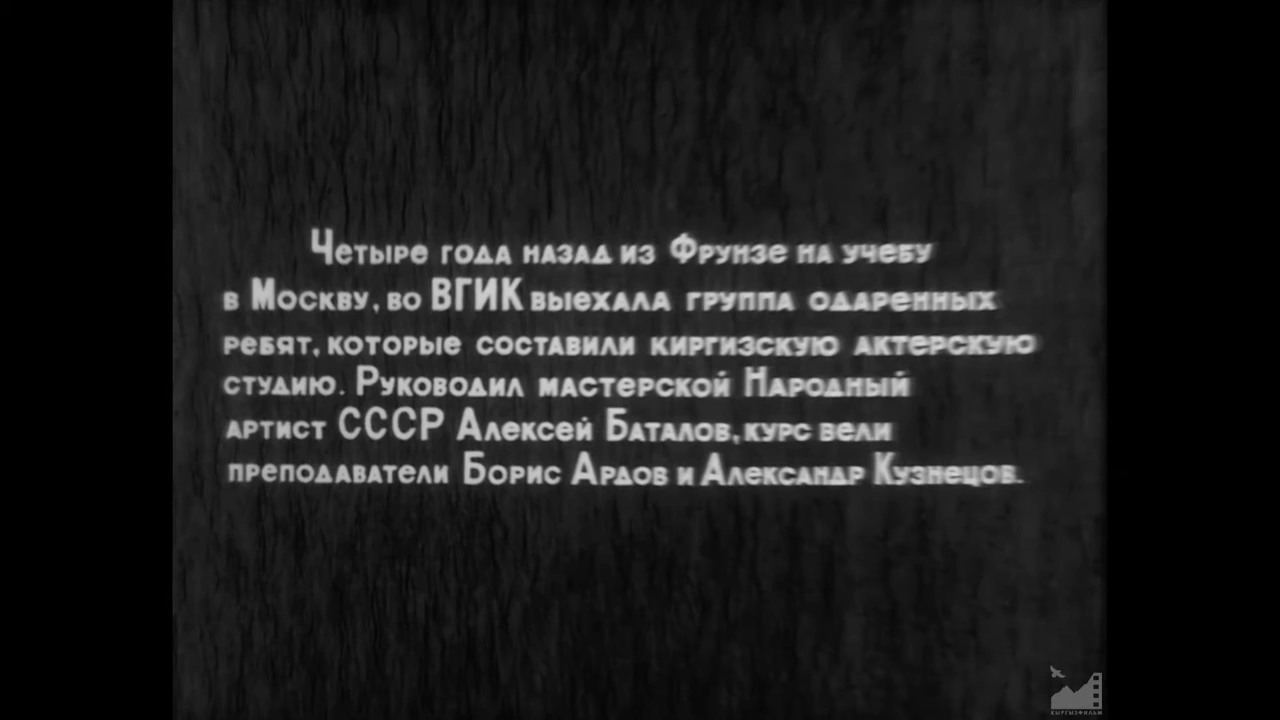 Четыре года назад из Фрунзе на учебу
в Москву, во ВГИК выехала группа одаренных
ребят, которые составили киргизскую актерскую
студию. Руководил мастерской Народный
артист СССР Алексей Баталов, курс вели
преподаватели Борис Ардов и Александр Кузнецов.
КЫРГЫЗФИЛЬМ